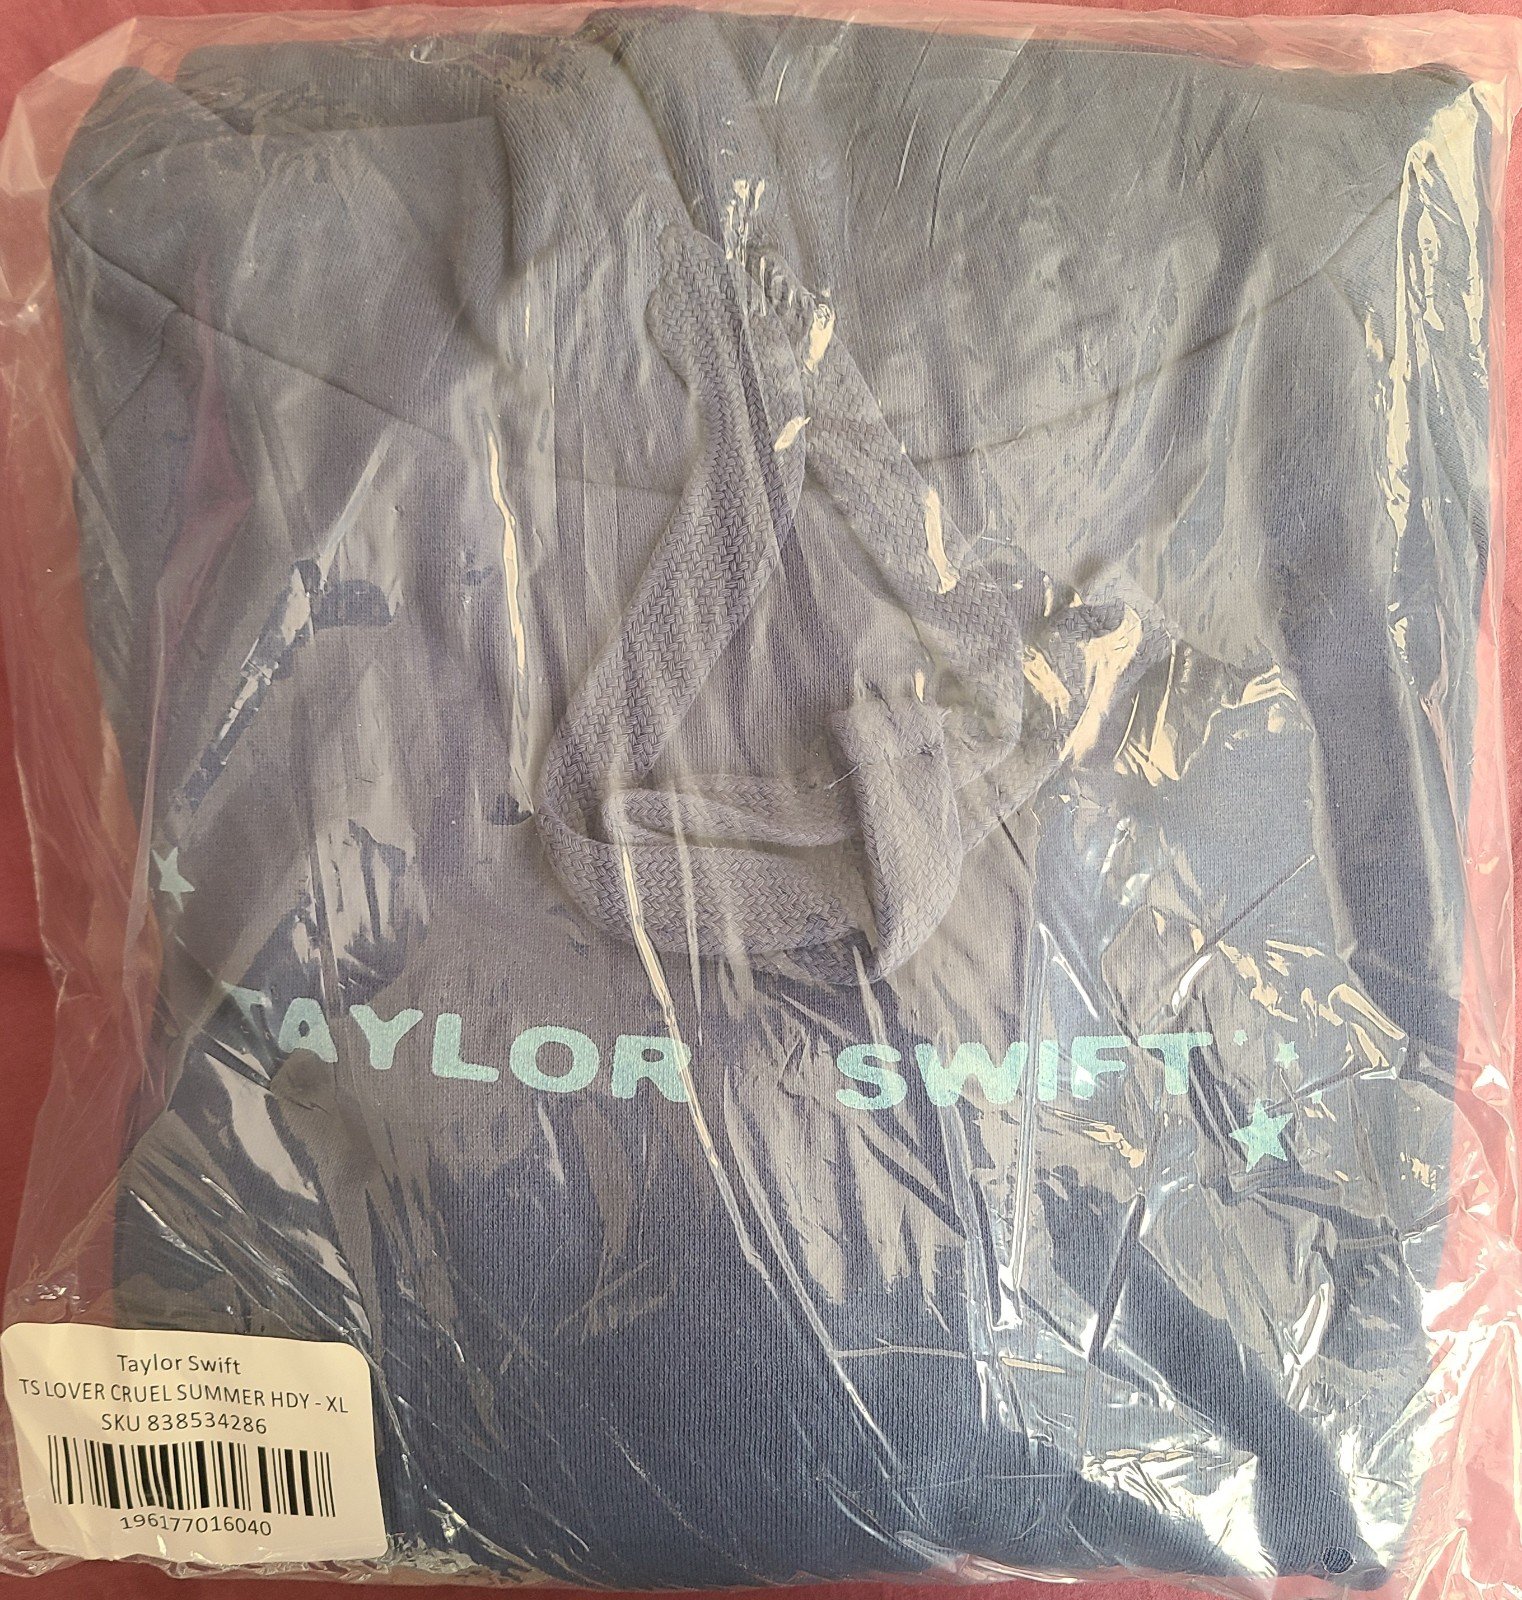 TAYLOR SWIFT
Taylor Swift
TS LOVER CRUEL SUMMER HDY - XL
SKU 838534286
196177016040